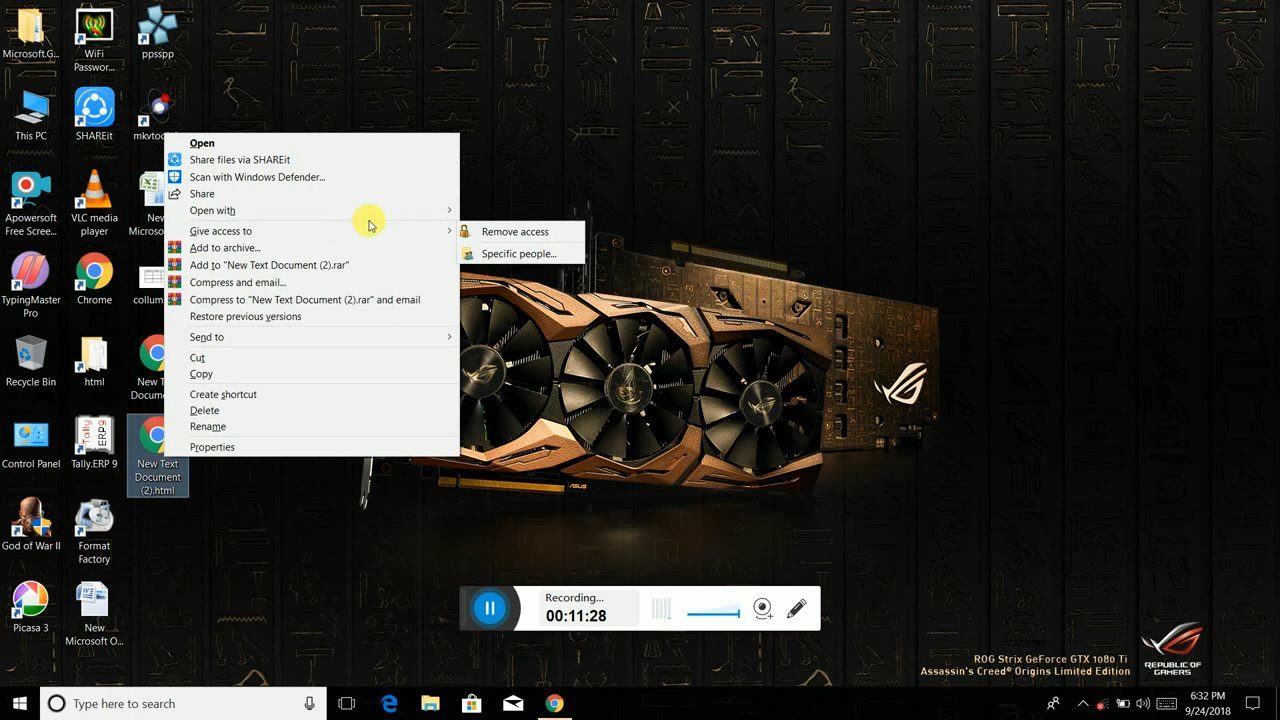 Microsoft.G...
WiFi
Passwor...
ppsspp
This PC
SHAREit
mkvtoo
Apowersoft
Free Scree...
VLC media
player
New
Microso
TypingMaster
Pro
Chrome
collum
Recycle Bin
html
New T
Docum
Control Panel
Tally.ERP 9
New Text
Document
(2).html
God of War II
Format
Factory
Picasa 3
New
Microsoft O...
Open
Share files via SHAREit
Scan with Windows Defender...
Share
Open with
Give access to
Add to archive...
Add to "New Text Document (2).rar"
Compress and email...
Compress to "New Text Document (2).rar" and email
Restore previous versions
Send to
Cut
Copy
Create shortcut
Delete
Rename
Properties
Remove access
Specific people...
Recording...
00:11:28
ASUS
ROG Strix GeForce GTX 1080 Ti
Assassin's Creed® Origins Limited Edition
REPUBLIC OF
GAMERS
Type here to search
6:32 PM
9/24/2018